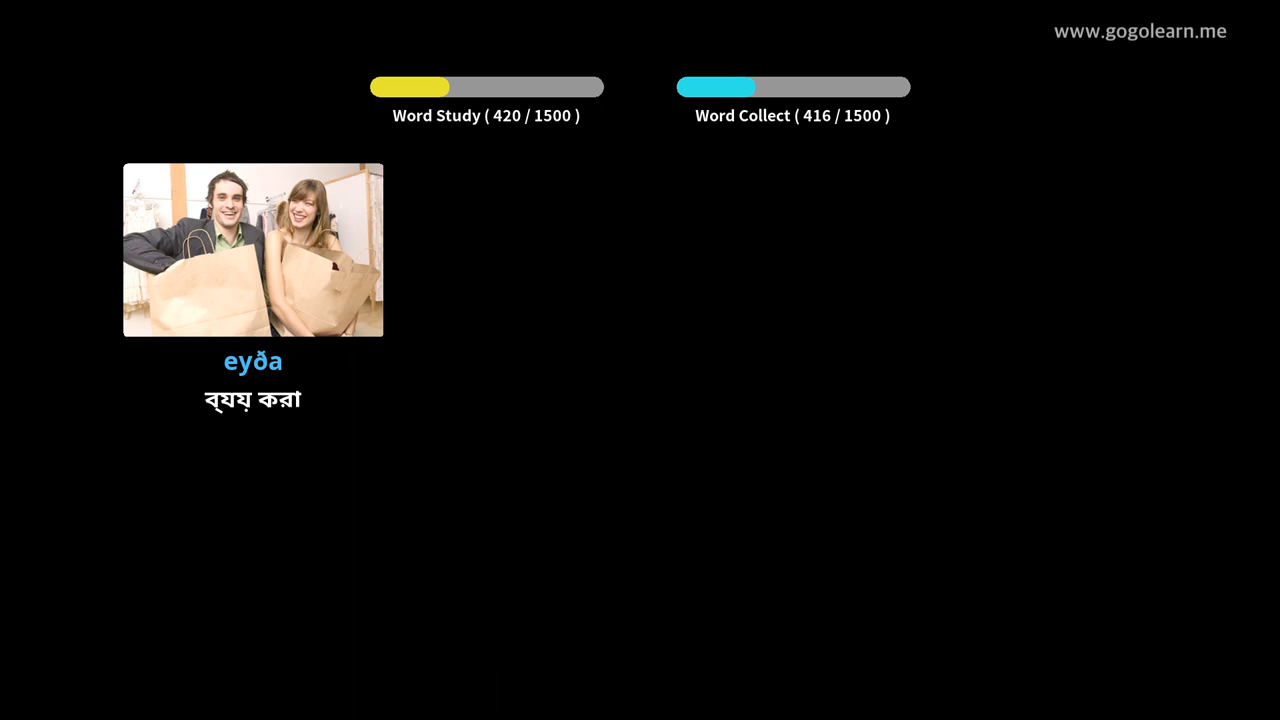 www.gogolearn.me
Word Study ( 420 / 1500 )
Word Collect ( 416 / 1500 )
eyða
ব্যয় করা